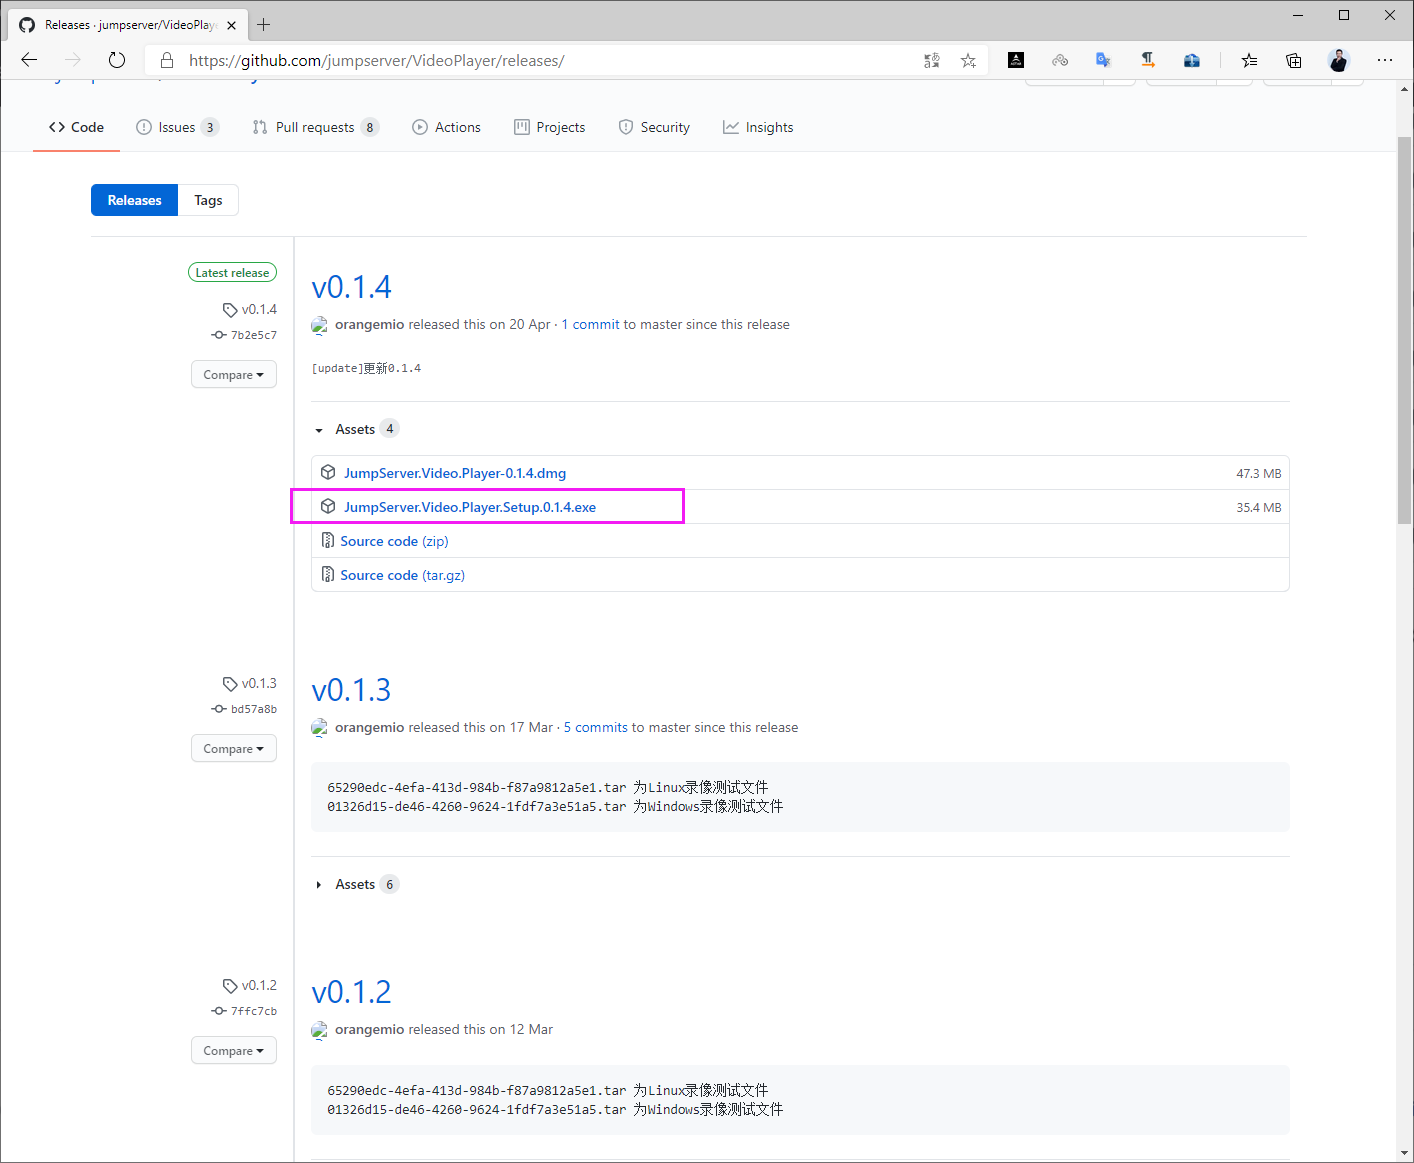 Releases · jumpserver/VideoPlaye
https://github.com/jumpserver/VideoPlayer/releases/
Code
Issues 3
Pull requests 8
Actions
Projects
Security
Insights
Releases
Tags
Latest release
v0.1.4
7b2e5c7
Compare
v0.1.4
orangemio released this on 20 Apr · 1 commit to master since this release
[update]更新0.1.4
Assets 4
JumpServer.Video.Player-0.1.4.dmg 47.3 MB
JumpServer.Video.Player.Setup.0.1.4.exe 35.4 MB
Source code (zip)
Source code (tar.gz)
v0.1.3
bd57a8b
Compare
v0.1.3
orangemio released this on 17 Mar · 5 commits to master since this release
65290edc-4efa-413d-984b-f87a9812a5e1.tar 为Linux录像测试文件
01326d15-de46-4260-9624-1fdf7a3e51a5.tar 为Windows录像测试文件
Assets 6
v0.1.2
7ffc7cb
Compare
v0.1.2
orangemio released this on 12 Mar
65290edc-4efa-413d-984b-f87a9812a5e1.tar 为Linux录像测试文件
01326d15-de46-4260-9624-1fdf7a3e51a5.tar 为Windows录像测试文件